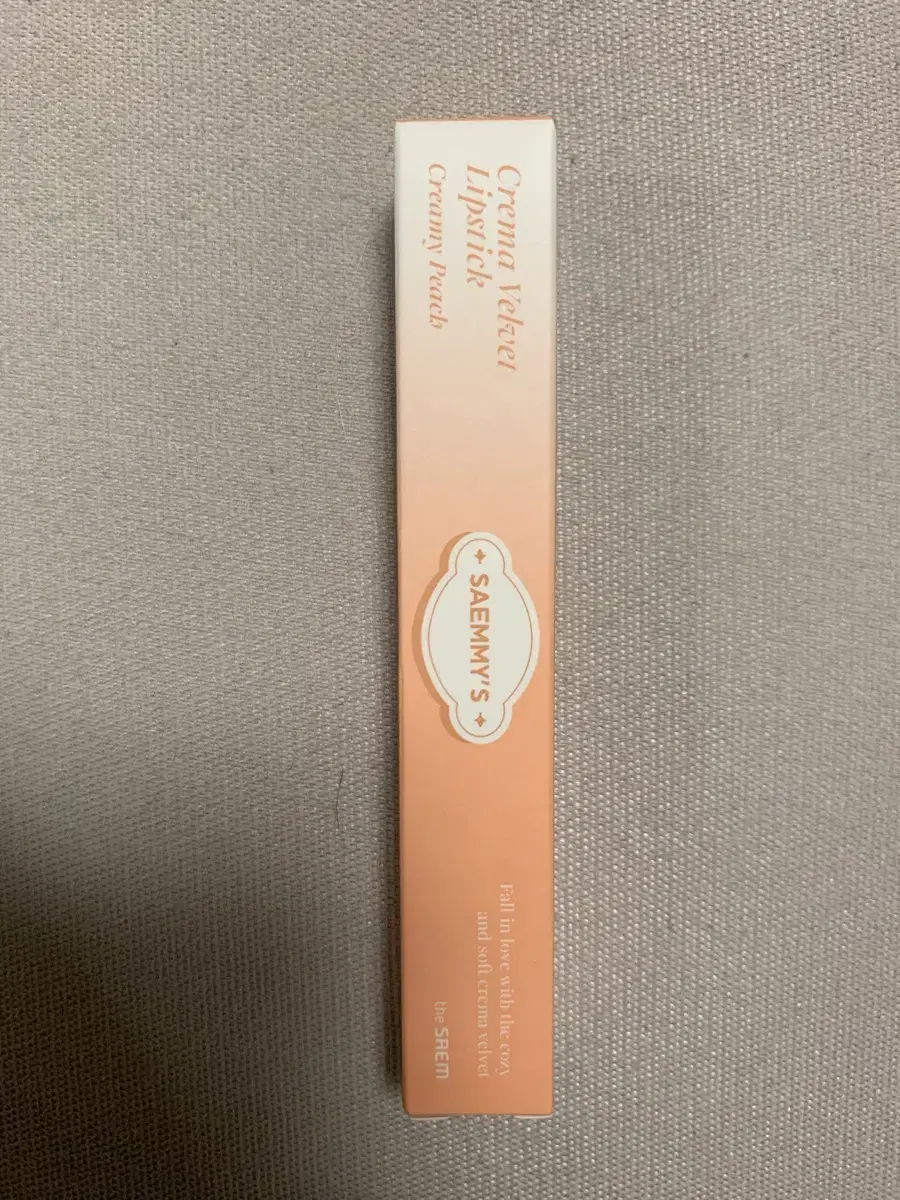 Crema Velvet
Lipstick
Creamy Peach
SAEMMY'S
Fall in love with the cozy
and soft crema velvet
the SAEM